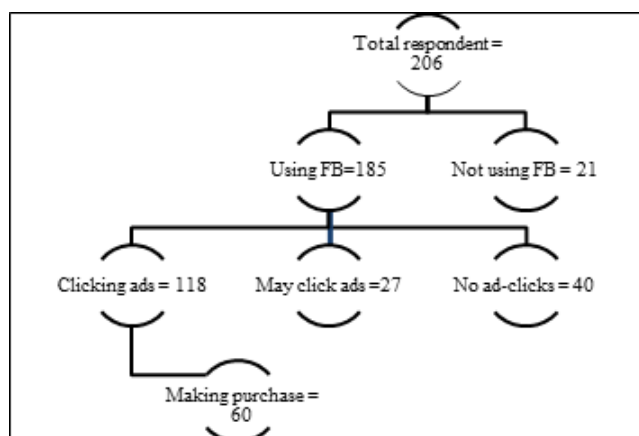 Total respondent =
206
Using FB=185
Not using FB = 21
Clicking ads = 118
May click ads =27
No ad-clicks = 40
Making purchase =
60